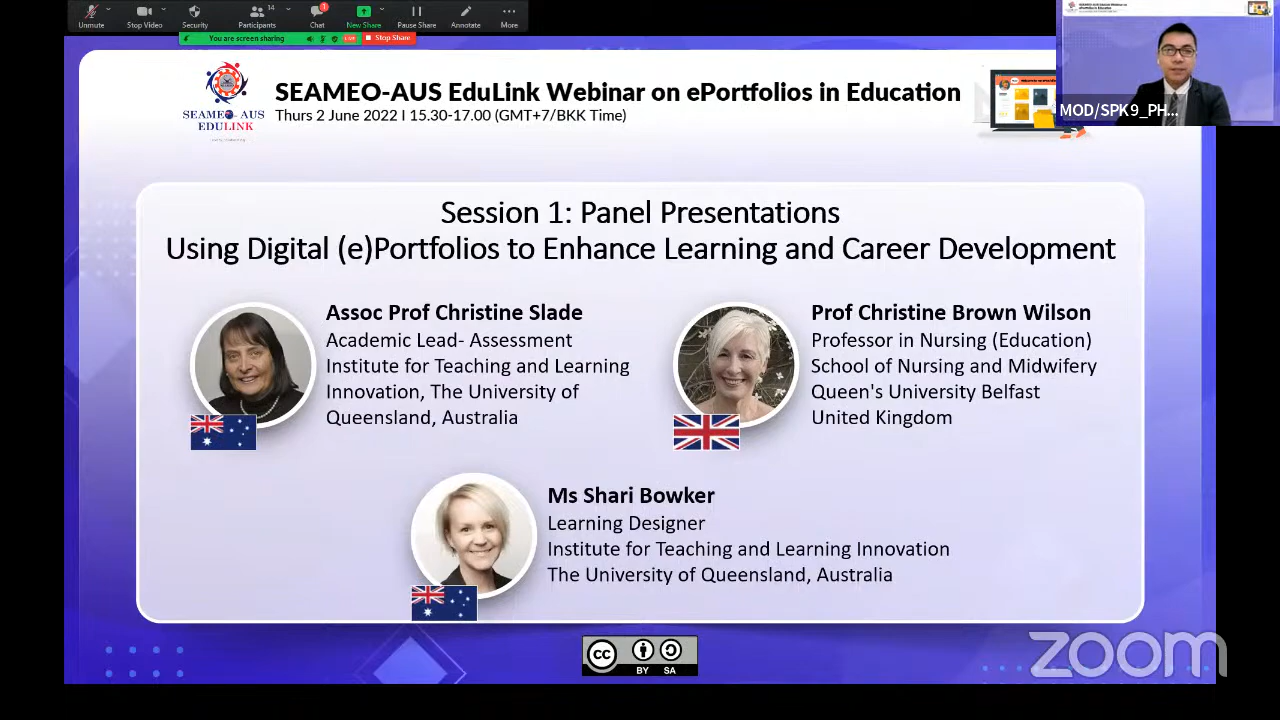 Unmute
Stop Video
Security
Participants
14
Chat
1
New Share
Pause Share
Annotate
More
You are screen sharing
LIVE
Stop Share
SEAMEO-AUS
EDULINK
SEAMEO-AUS EduLink Webinar on ePortfolios in Education
Thurs 2 June 2022 I 15.30-17.00 (GMT+7/BKK Time)
MOD/SPK9_PH...
Session 1: Panel Presentations
Using Digital (e)Portfolios to Enhance Learning and Career Development
Assoc Prof Christine Slade
Academic Lead- Assessment
Institute for Teaching and Learning
Innovation, The University of
Queensland, Australia
Prof Christine Brown Wilson
Professor in Nursing (Education)
School of Nursing and Midwifery
Queen's University Belfast
United Kingdom
Ms Shari Bowker
Learning Designer
Institute for Teaching and Learning Innovation
The University of Queensland, Australia
cc
BY SA
zoom